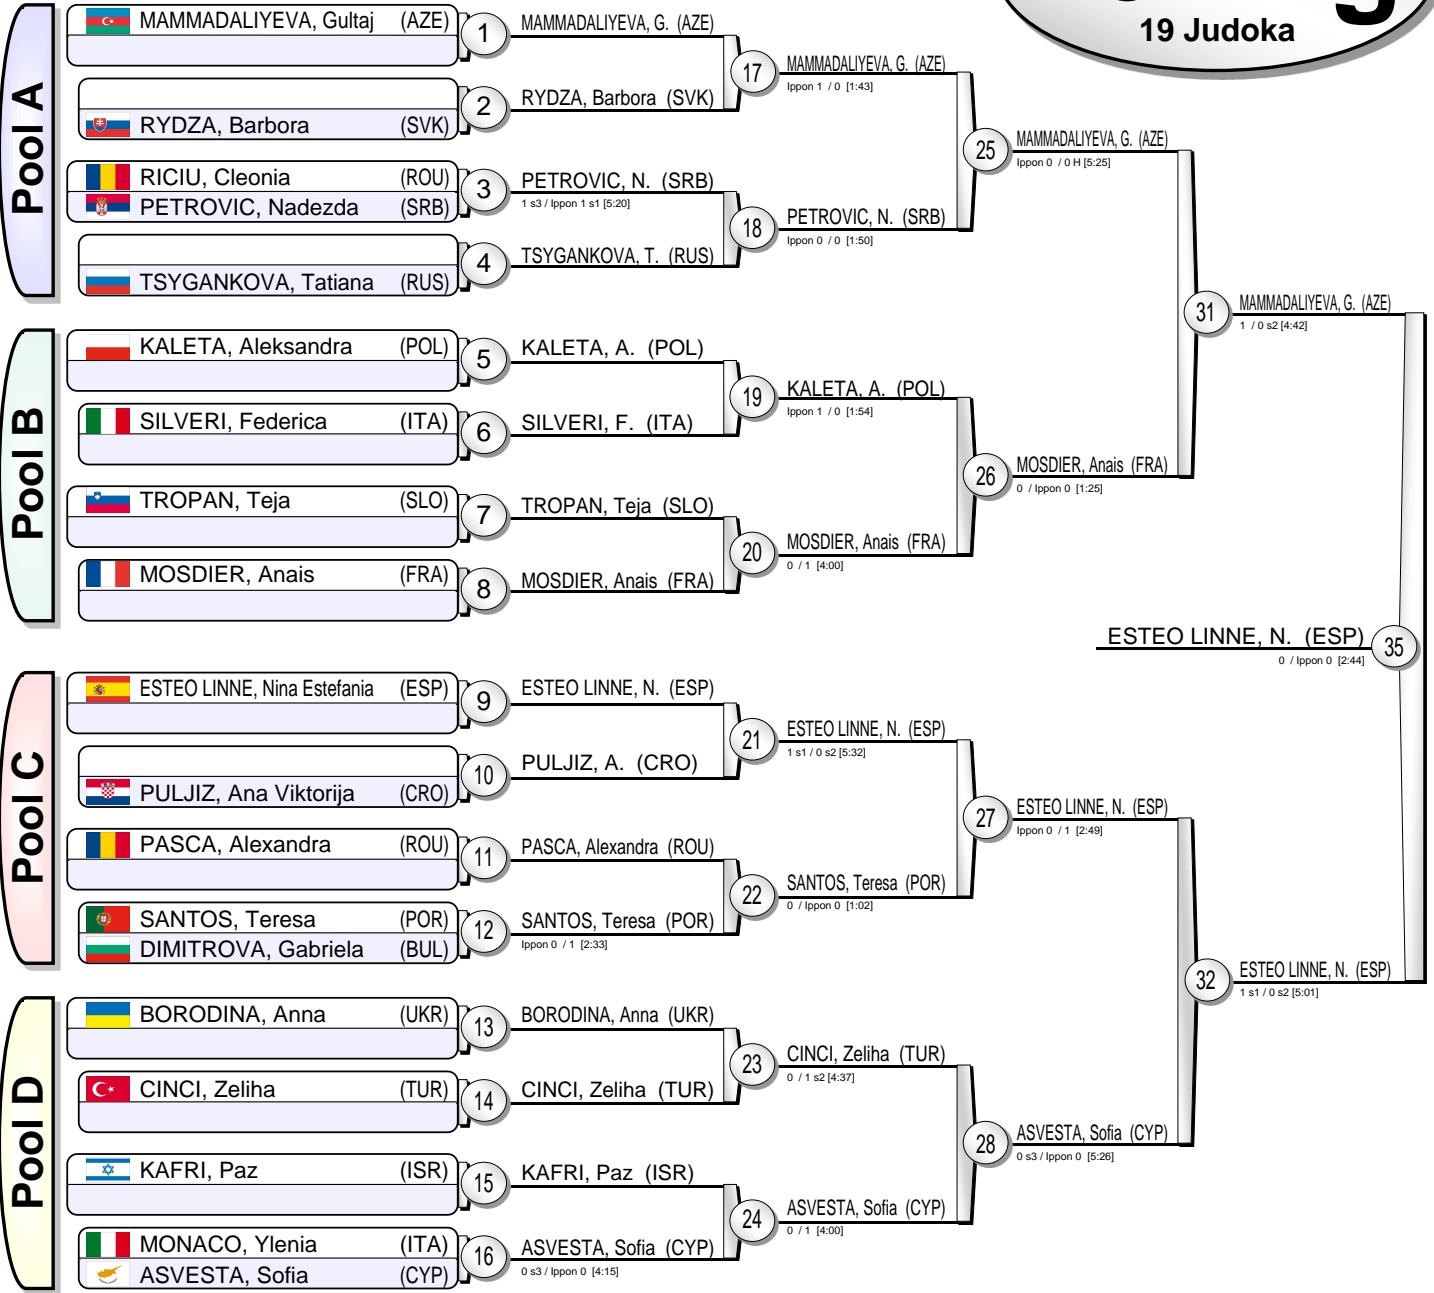 19 Judoka
Pool A
MAMMADALIYEVA, Gultaj (AZE)
1
RYDZA, Barbora (SVK)
2
RICIU, Cleonia (ROU)
PETROVIC, Nadezda (SRB)
3
TSYGANKOVA, Tatiana (RUS)
4
MAMMADALIYEVA, G. (AZE)
RYDZA, Barbora (SVK)
PETROVIC, N. (SRB)
1 s3 / Ippon 1 s1 [5:20]
TSYGANKOVA, T. (RUS)
17
MAMMADALIYEVA, G. (AZE)
Ippon 1 / 0 [1:43]
18
PETROVIC, N. (SRB)
Ippon 0 / 0 [1:50]
25
MAMMADALIYEVA, G. (AZE)
Ippon 0 / 0 H [5:25]
Pool B
KALETA, Aleksandra (POL)
5
SILVERI, Federica (ITA)
6
TROPAN, Teja (SLO)
7
MOSDIER, Anais (FRA)
8
KALETA, A. (POL)
SILVERI, F. (ITA)
TROPAN, Teja (SLO)
MOSDIER, Anais (FRA)
19
KALETA, A. (POL)
Ippon 1 / 0 [1:54]
20
MOSDIER, Anais (FRA)
0 / 1 [4:00]
26
MOSDIER, Anais (FRA)
0 / Ippon 0 [1:25]
31
MAMMADALIYEVA, G. (AZE)
1 / 0 s2 [4:42]
ESTEO LINNE, N. (ESP)
0 / Ippon 0 [2:44]
35
Pool C
ESTEO LINNE, Nina Estefania (ESP)
9
PULJIZ, Ana Viktorija (CRO)
10
PASCA, Alexandra (ROU)
11
SANTOS, Teresa (POR)
DIMITROVA, Gabriela (BUL)
12
ESTEO LINNE, N. (ESP)
PULJIZ, A. (CRO)
PASCA, Alexandra (ROU)
SANTOS, Teresa (POR)
Ippon 0 / 1 [2:33]
21
ESTEO LINNE, N. (ESP)
1 s1 / 0 s2 [5:32]
22
SANTOS, Teresa (POR)
0 / Ippon 0 [1:02]
27
ESTEO LINNE, N. (ESP)
Ippon 0 / 1 [2:49]
Pool D
BORODINA, Anna (UKR)
13
CINCI, Zeliha (TUR)
14
KAFRI, Paz (ISR)
15
MONACO, Ylenia (ITA)
ASVESTA, Sofia (CYP)
16
BORODINA, Anna (UKR)
CINCI, Zeliha (TUR)
KAFRI, Paz (ISR)
ASVESTA, Sofia (CYP)
0 s3 / Ippon 0 [4:15]
23
CINCI, Zeliha (TUR)
0 / 1 s2 [4:37]
24
ASVESTA, Sofia (CYP)
0 / 1 [4:00]
28
ASVESTA, Sofia (CYP)
0 s3 / Ippon 0 [5:26]
32
ESTEO LINNE, N. (ESP)
1 s1 / 0 s2 [5:01]